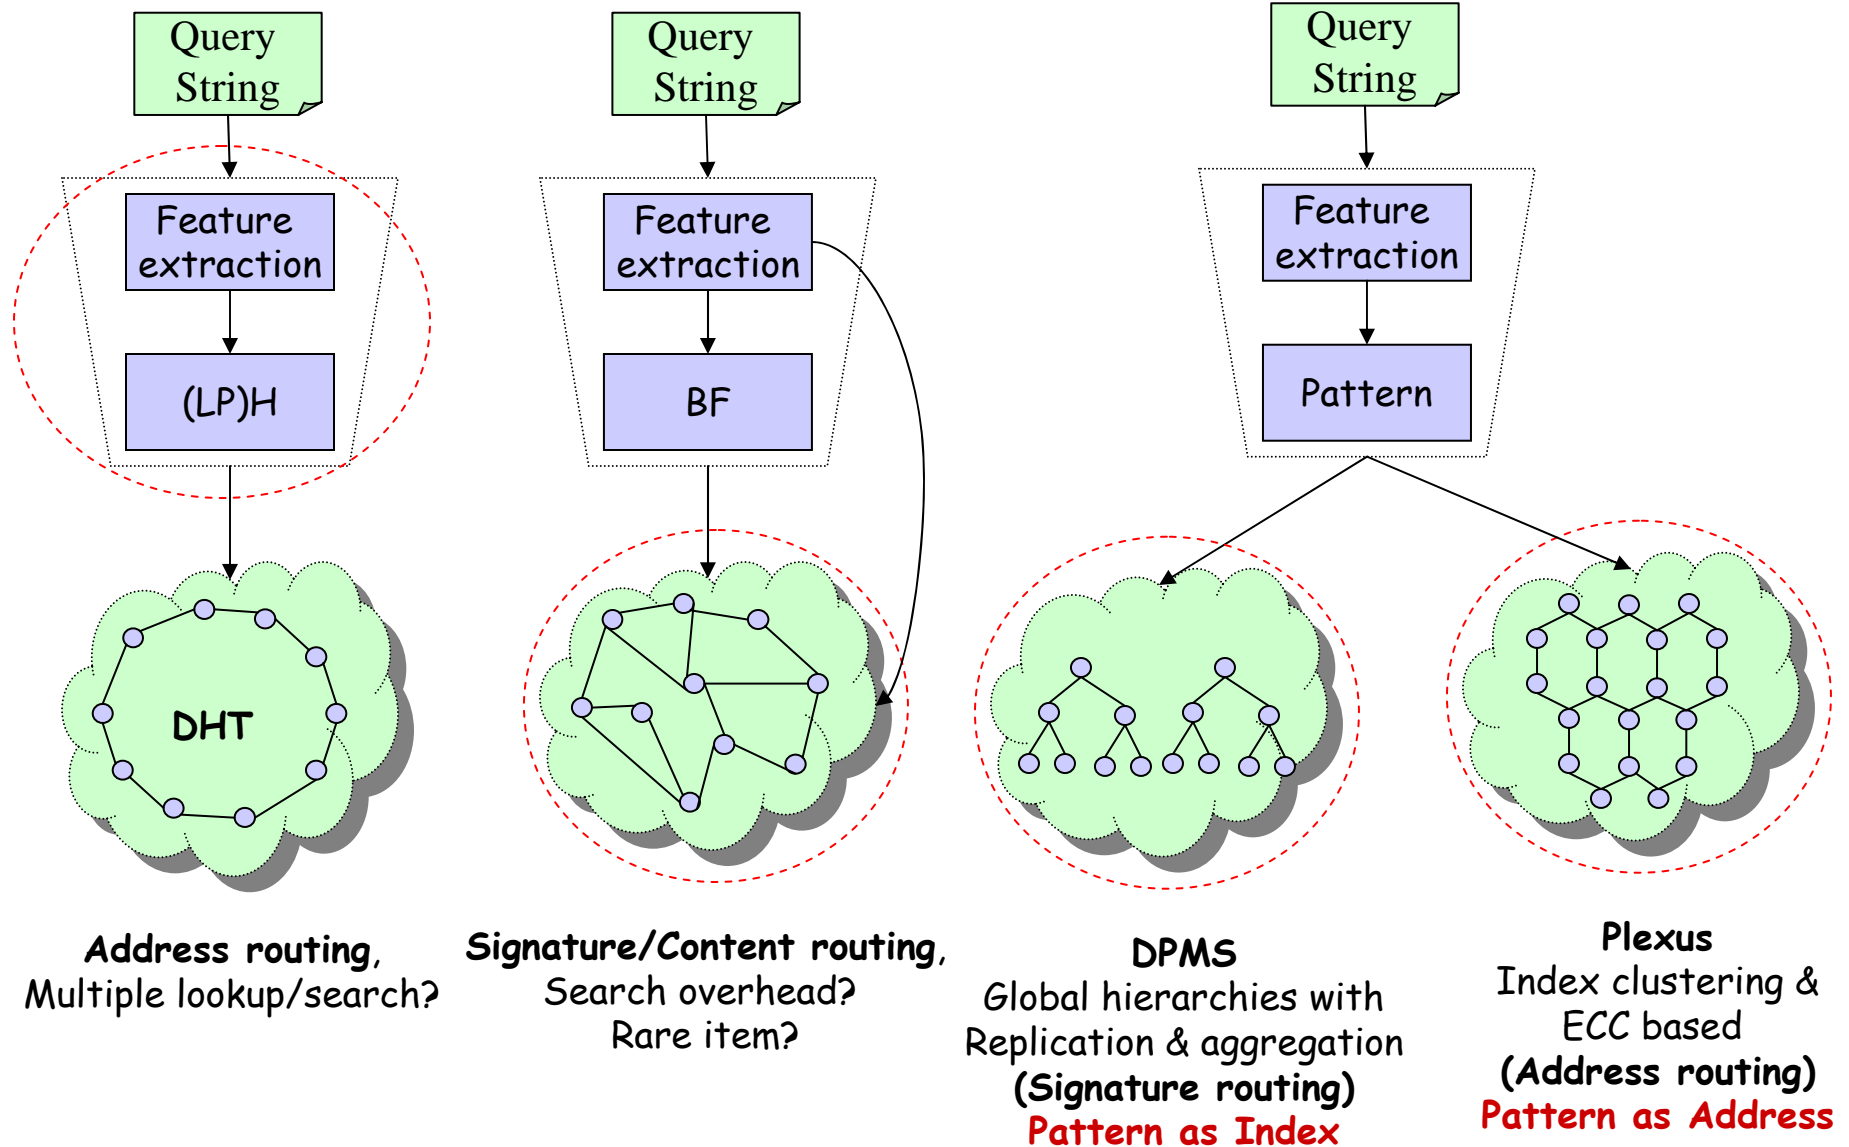 Query
String
Feature
extraction
(LP)H
DHT
Address routing,
Multiple lookup/search?
Query
String
Feature
extraction
BF
Signature/Content routing,
Search overhead?
Rare item?
Query
String
Feature
extraction
Pattern
DPMS
Global hierarchies with
Replication & aggregation
(Signature routing)
Pattern as Index
Plexus
Index clustering &
ECC based
(Address routing)
Pattern as Address